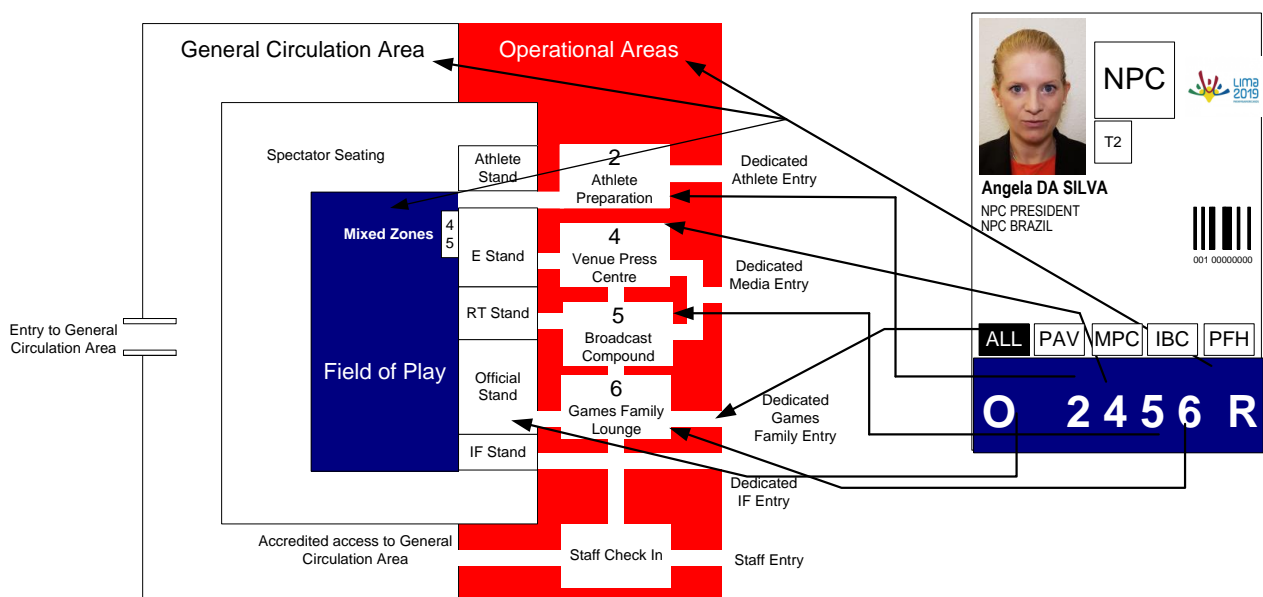 General Circulation Area
Operational Areas
Spectator Seating
Athlete
Stand
2
Athlete
Preparation
Dedicated
Athlete Entry
Mixed Zones
4
5
E Stand
4
Venue Press
Centre
Dedicated
Media Entry
RT Stand
5
Broadcast
Compound
Entry to General
Circulation Area
Field of Play
Official
Stand
6
Games Family
Lounge
Dedicated
Games
Family Entry
IF Stand
Dedicated
IF Entry
Accredited access to General
Circulation Area
Staff Check In
Staff Entry
NPC
LIMA
2019
T2
Angela DA SILVA
NPC PRESIDENT
NPC BRAZIL
001 00000000
ALL PAV MPC IBC PFH
O 2 4 5 6 R